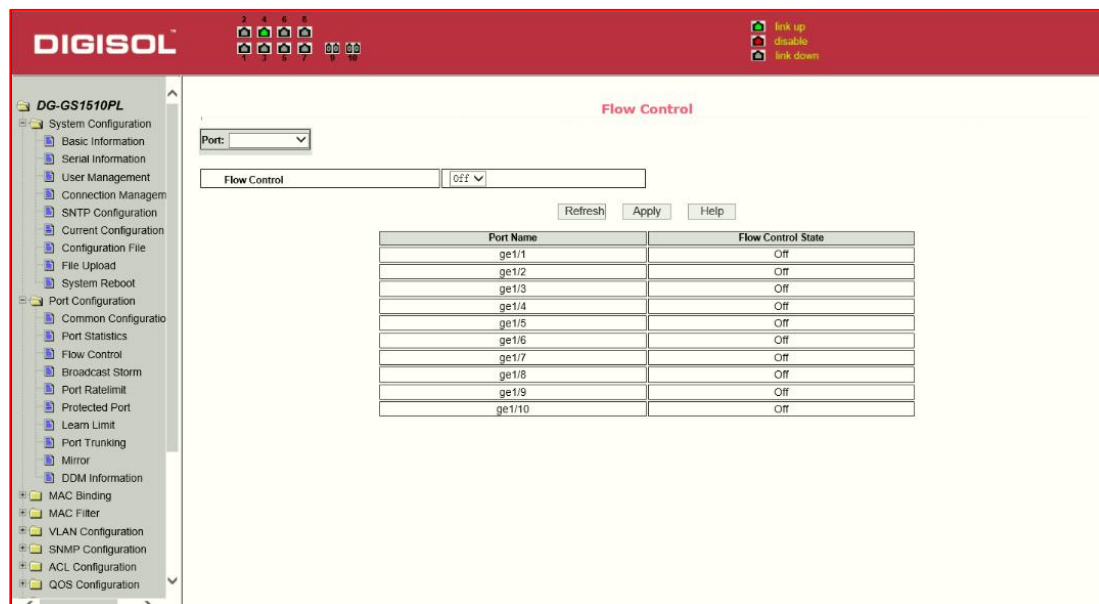 DIGISOL™
2 4 6 8
1 3 5 7 9 10
link up
disable
link down
DG-GS1510PL
System Configuration
Basic Information
Serial Information
User Management
Connection Managem
SNTP Configuration
Current Configuration
Configuration File
File Upload
System Reboot
Port Configuration
Common Configuratio
Port Statistics
Flow Control
Broadcast Storm
Port Ratelimit
Protected Port
Learn Limit
Port Trunking
Mirror
DDM Information
MAC Binding
MAC Filter
VLAN Configuration
SNMP Configuration
ACL Configuration
QOS Configuration
Flow Control
Port:
Flow Control Off
Refresh Apply Help
Port Name Flow Control State
ge1/1 Off
ge1/2 Off
ge1/3 Off
ge1/4 Off
ge1/5 Off
ge1/6 Off
ge1/7 Off
ge1/8 Off
ge1/9 Off
ge1/10 Off